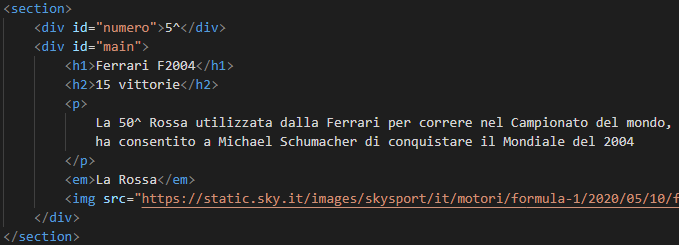 <section>
<div id="numero">5^</div>
<div id="main">
<h1>Ferrari F2004</h1>
<h2>15 vittorie</h2>
<p>
La 50^ Rossa utilizzata dalla Ferrari per correre nel Campionato del mondo,
ha consentito a Michael Schumacher di conquistare il Mondiale del 2004
</p>
<em>La Rossa</em>
<img src="https://static.sky.it/images/skysport/it/motori/formula-1/2020/05/10/f
</div>
</section>